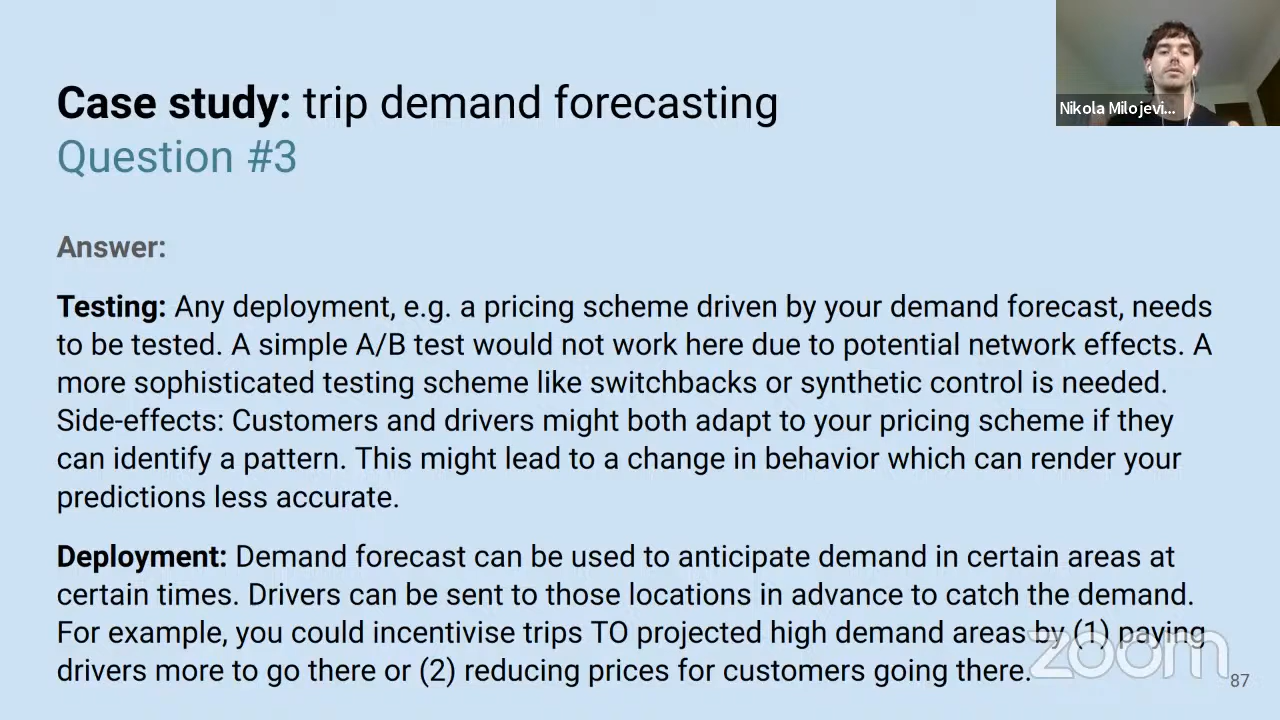 Nikola Milojevi...
Case study: trip demand forecasting
Question #3
Answer:
Testing: Any deployment, e.g. a pricing scheme driven by your demand forecast, needs
to be tested. A simple A/B test would not work here due to potential network effects. A
more sophisticated testing scheme like switchbacks or synthetic control is needed.
Side-effects: Customers and drivers might both adapt to your pricing scheme if they
can identify a pattern. This might lead to a change in behavior which can render your
predictions less accurate.
Deployment: Demand forecast can be used to anticipate demand in certain areas at
certain times. Drivers can be sent to those locations in advance to catch the demand.
For example, you could incentivise trips TO projected high demand areas by (1) paying
drivers more to go there or (2) reducing prices for customers going there.
zoom
87